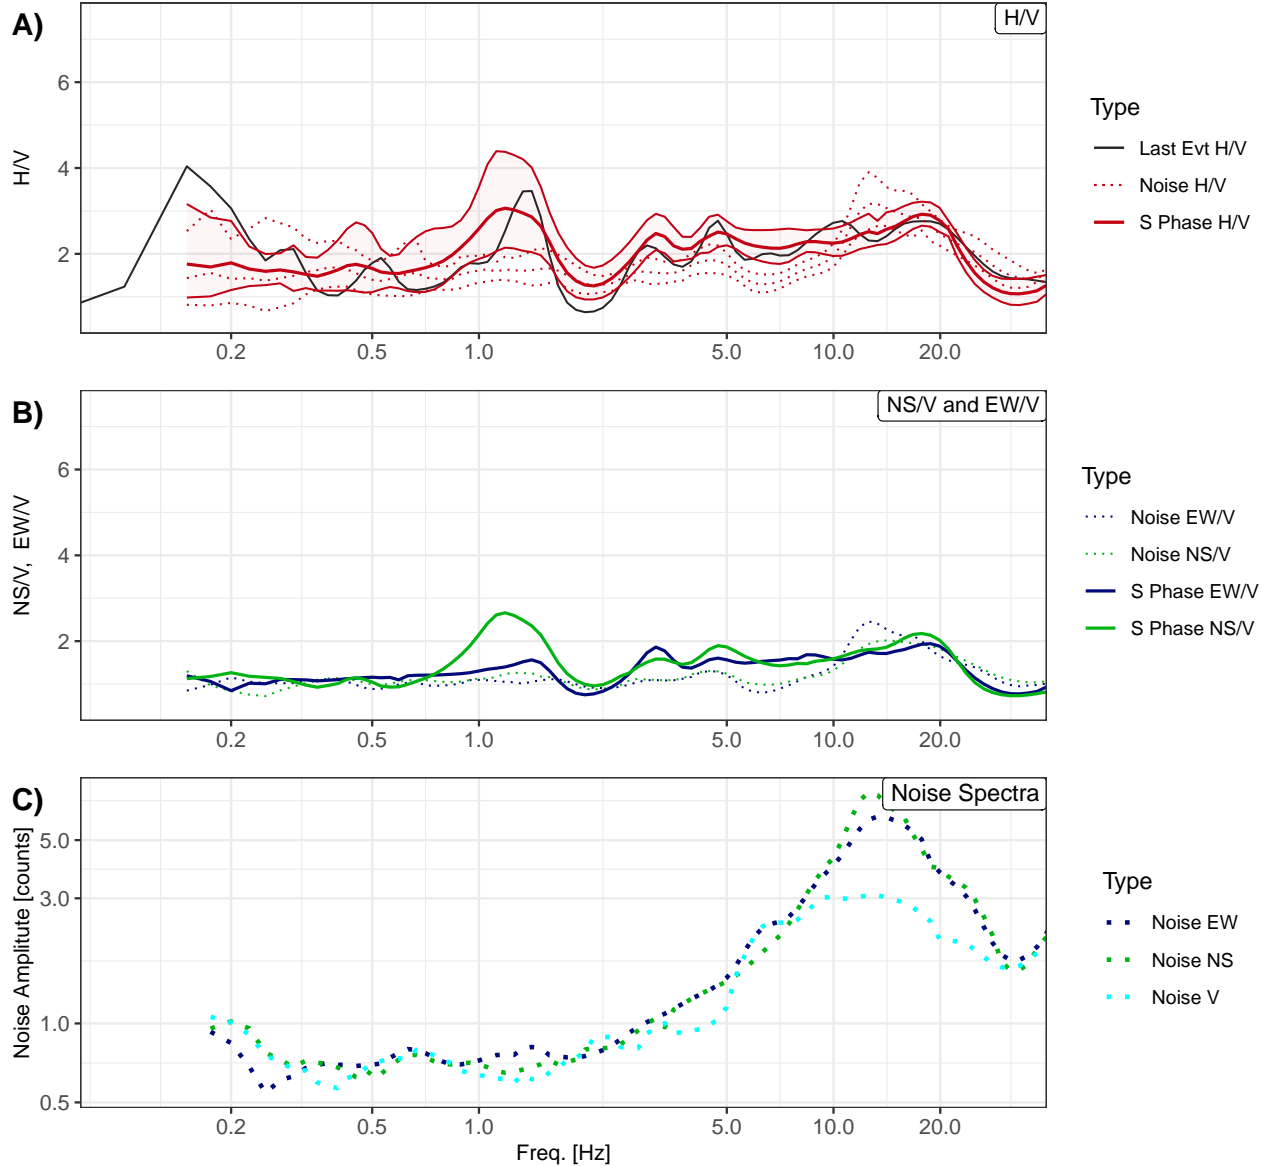 A)
H/V
6
4
2
H/V
0.2 0.5 1.0 5.0 10.0 20.0
Type
Last Evt H/V
Noise H/V
S Phase H/V
B)
NS/V and EW/V
6
4
2
NS/V, EW/V
0.2 0.5 1.0 5.0 10.0 20.0
Type
Noise EW/V
Noise NS/V
S Phase EW/V
S Phase NS/V
C)
Noise Spectra
5.0
3.0
1.0
0.5
Noise Amplitute [counts]
0.2 0.5 1.0 5.0 10.0 20.0
Freq. [Hz]
Type
Noise EW
Noise NS
Noise V